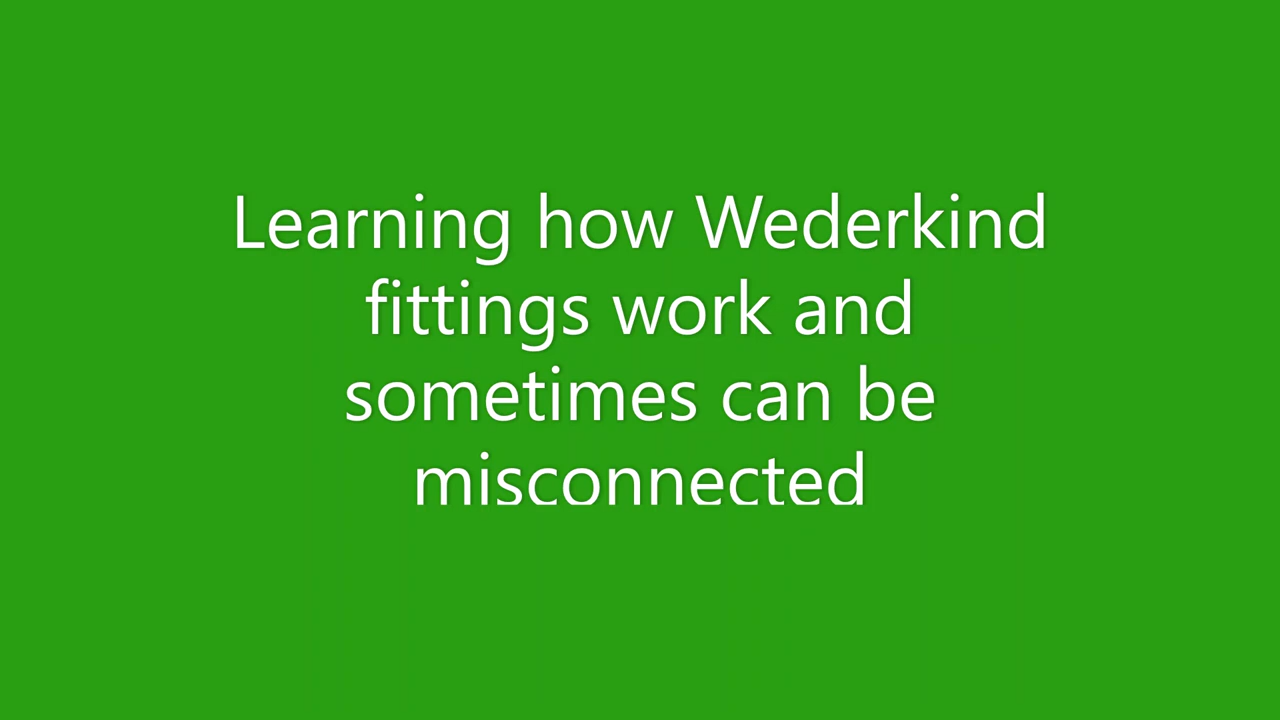 Learning how Wederkind
fittings work and
sometimes can be
misconnected